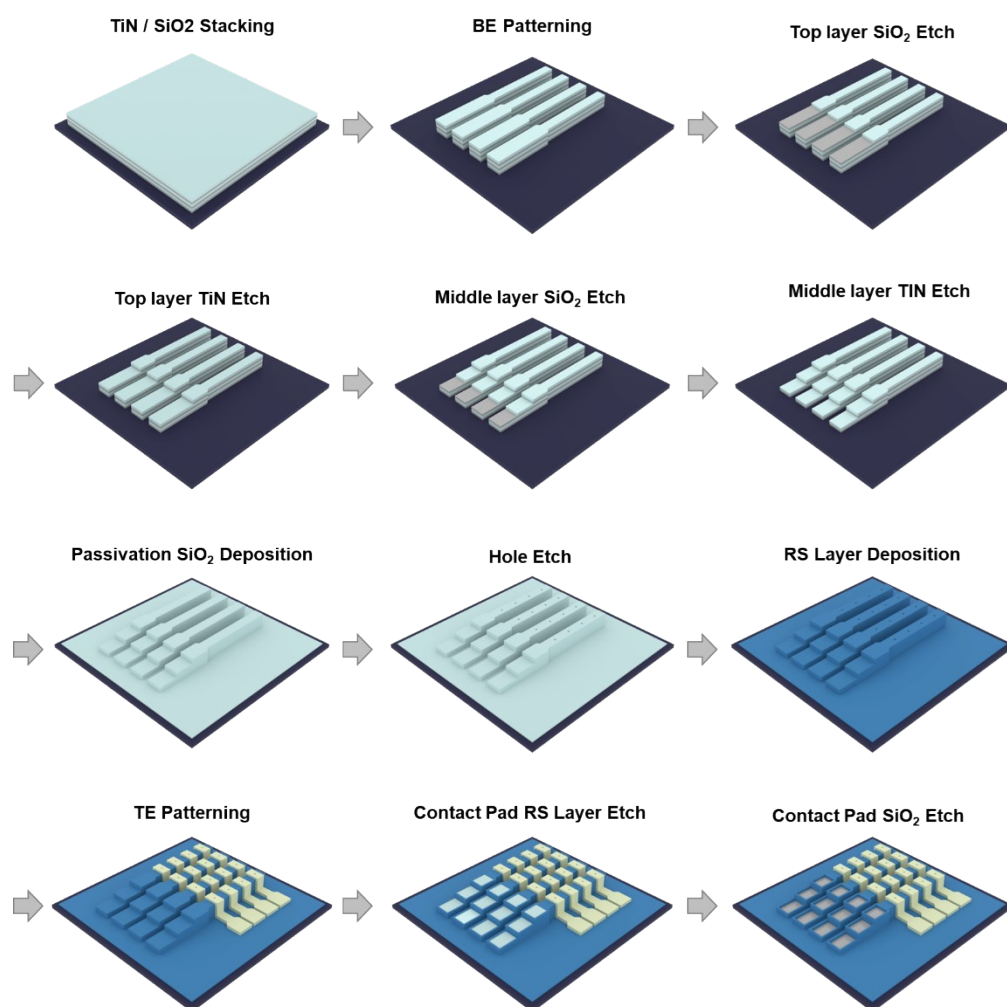 TiN / SiO2 Stacking
BE Patterning
Top layer SiO₂ Etch
Top layer TiN Etch
Middle layer SiO₂ Etch
Middle layer TIN Etch
Passivation SiO₂ Deposition
Hole Etch
RS Layer Deposition
TE Patterning
Contact Pad RS Layer Etch
Contact Pad SiO₂ Etch